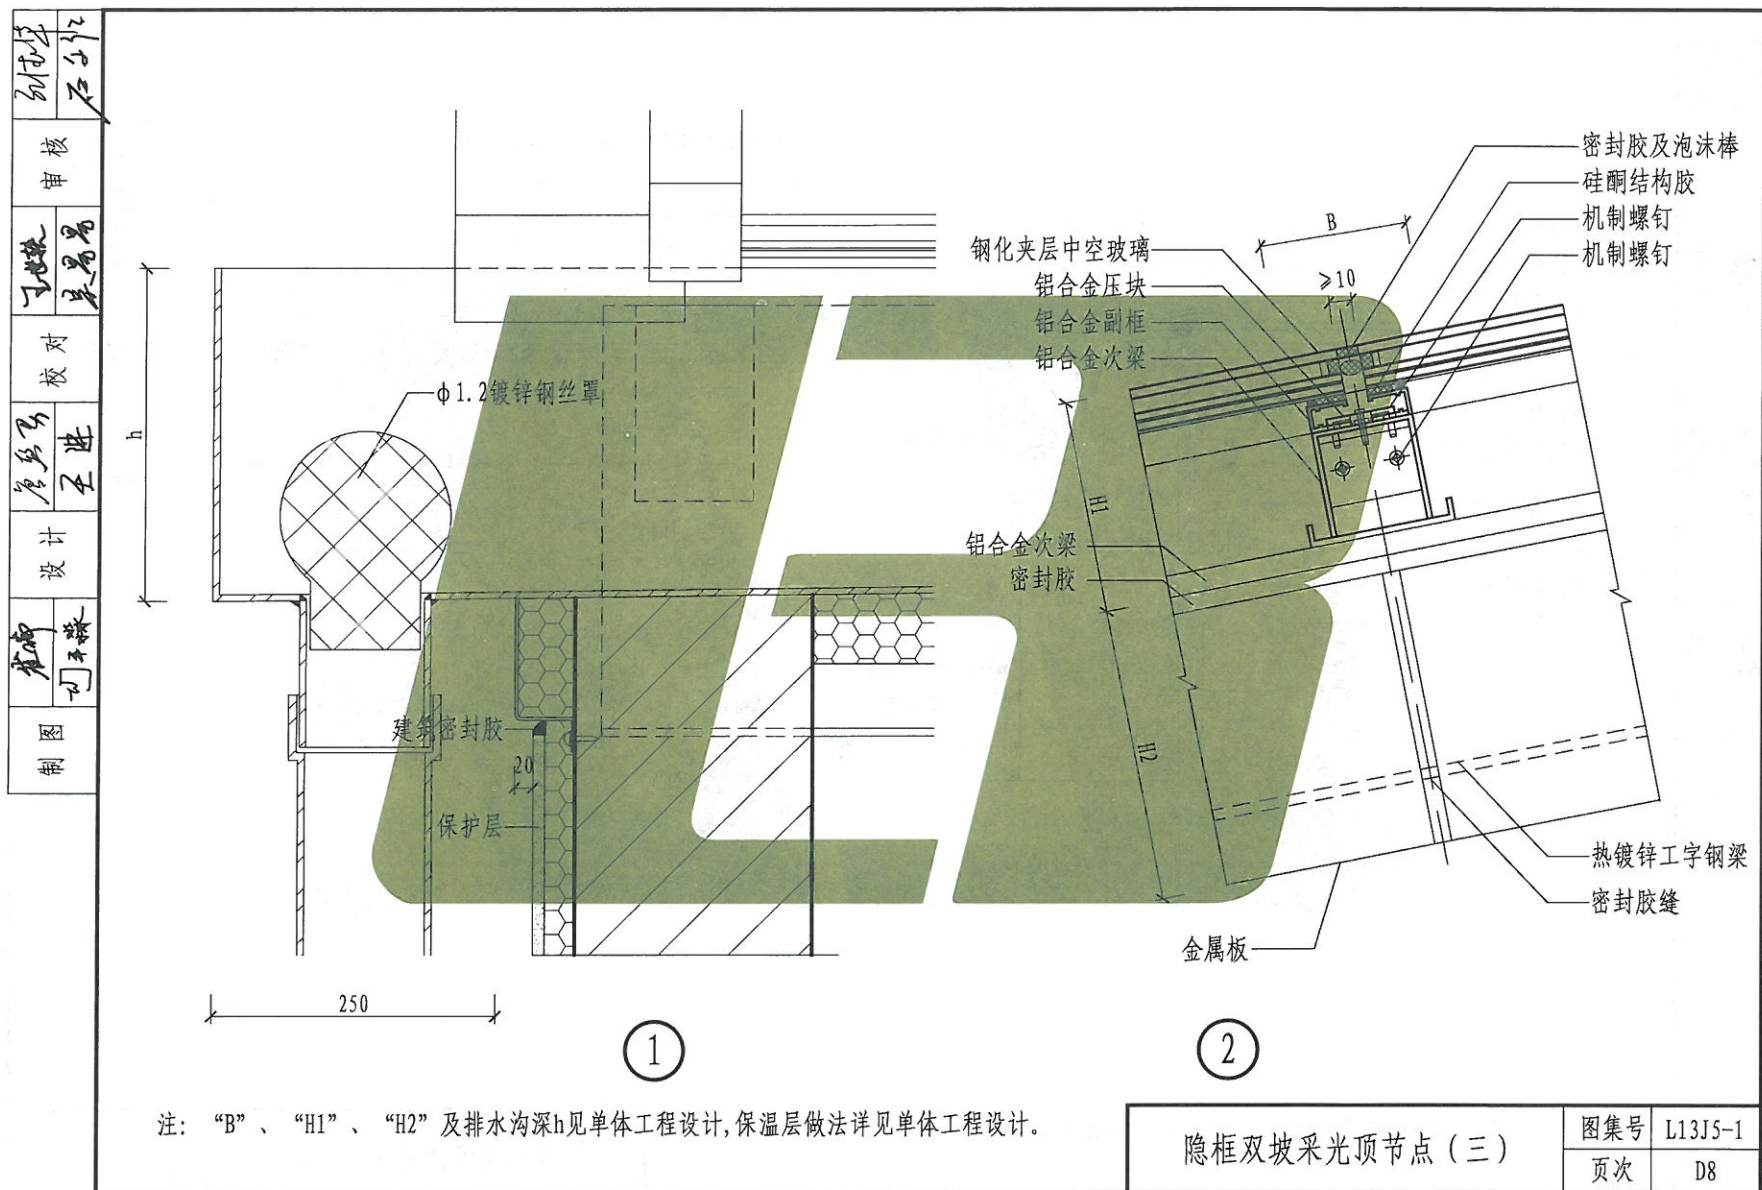 审核
校对
设计
制图
h
φ1.2镀锌钢丝罩
建筑密封胶
20
保护层
250
1
密封胶及泡沫棒
硅酮结构胶
机制螺钉
机制螺钉
B
≥10
钢化夹层中空玻璃
铝合金压块
铝合金副框
铝合金次梁
H1
铝合金次梁
密封胶
H2
热镀锌工字钢梁
密封胶缝
金属板
2
注: “B”、 “H1”、 “H2”及排水沟深h见单体工程设计,保温层做法详见单体工程设计。
隐框双坡采光顶节点(三)
图集号 L13J5-1
页次 D8